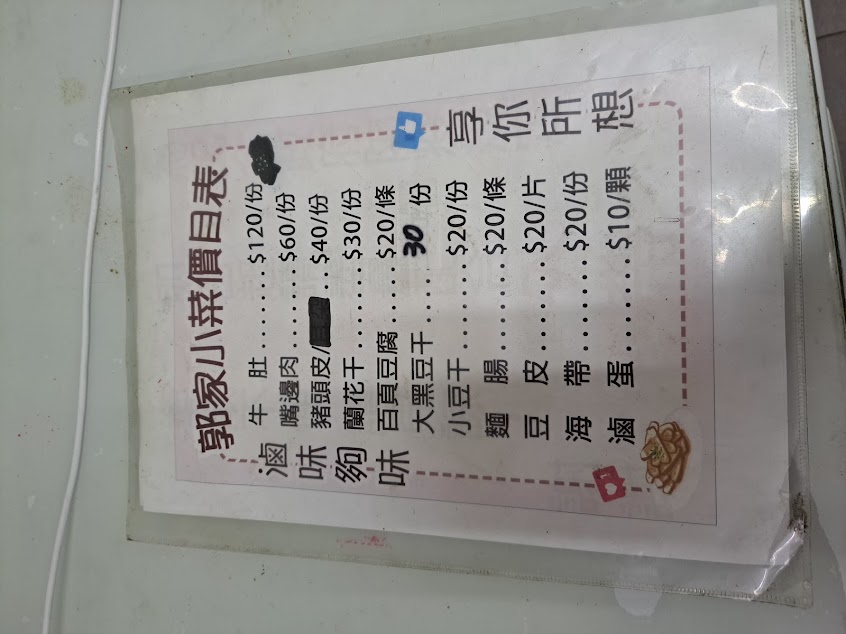 郭家小菜價目表
滷味夠味
牛肚.......$120/份
嘴邊肉.......$60/份
豬頭皮/ ..$40/份
蘭花干.......$30/份
百頁豆腐.....$20/條
大黑豆干..... 30 份
小豆干.......$20/份
麵腸.........$20/條
豆皮.........$20/片
海帶.........$20/份
滷蛋........$10/顆
享你所想